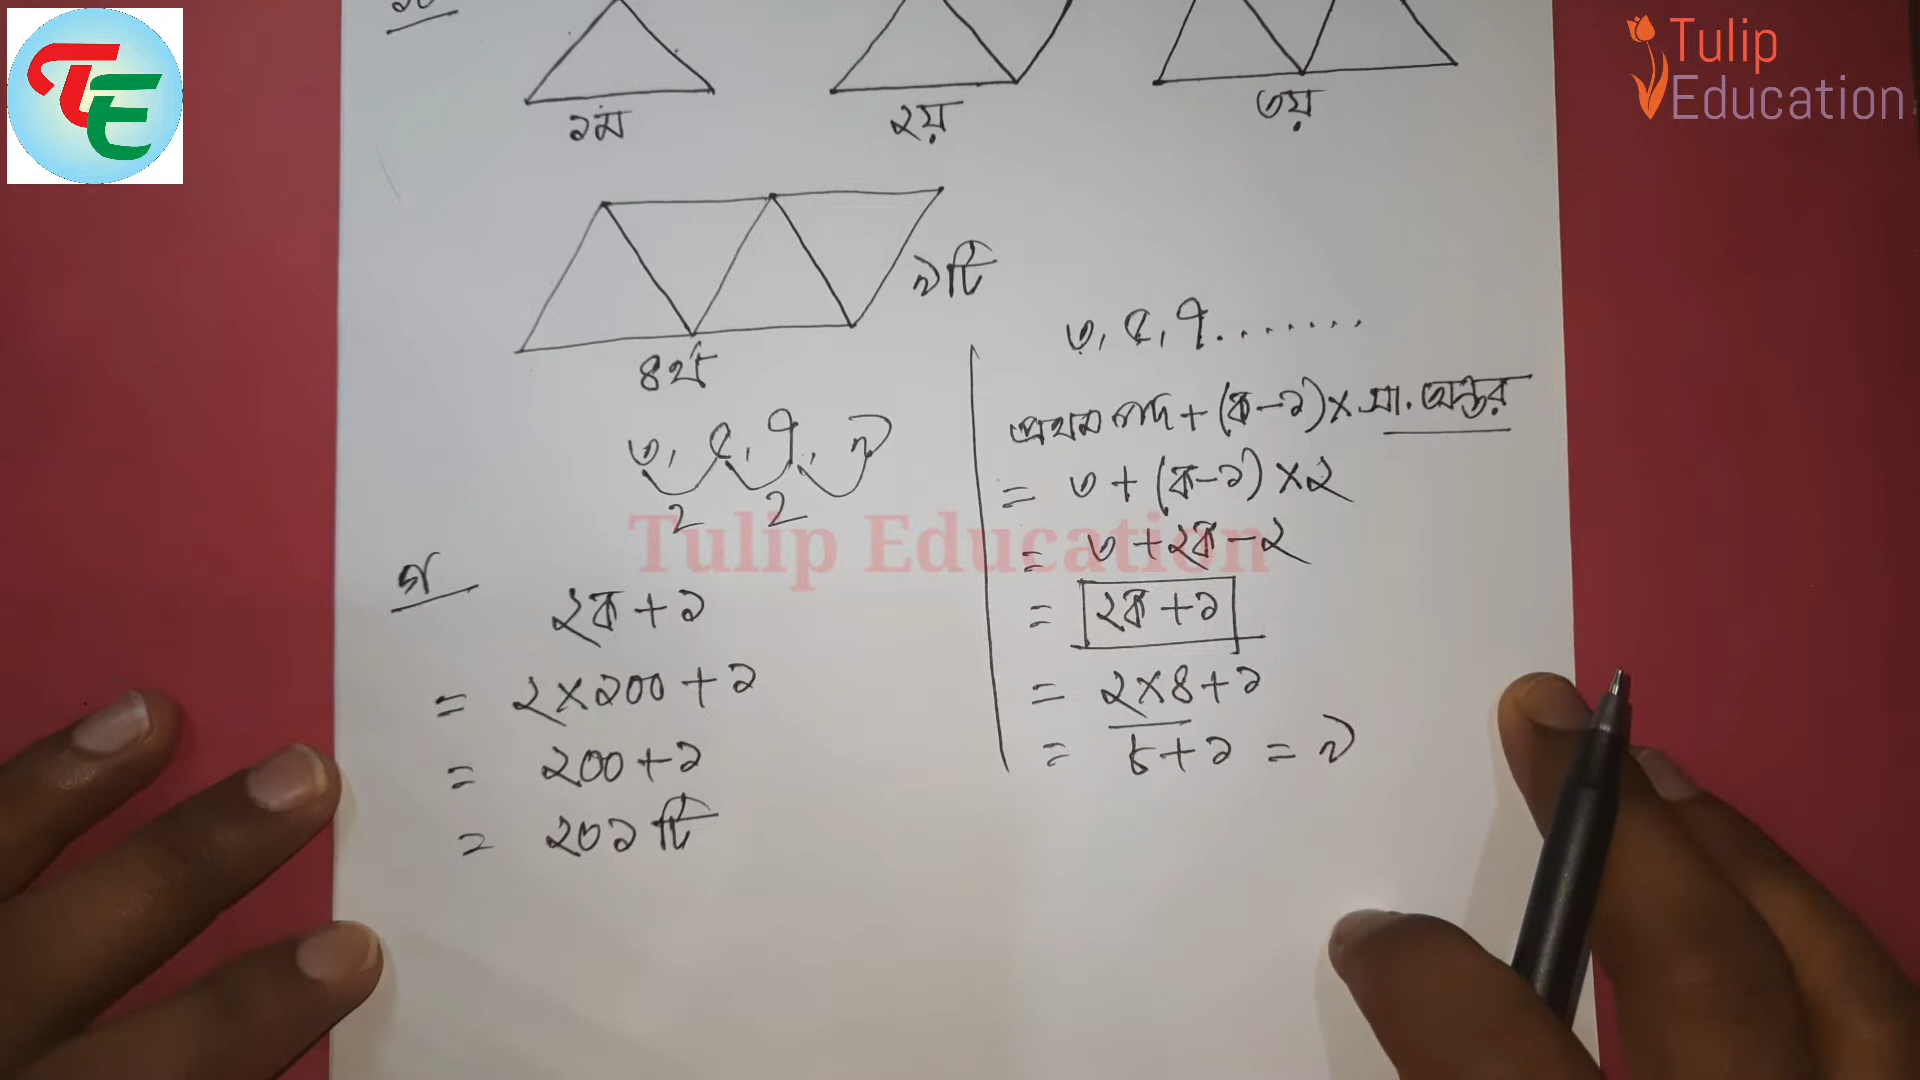 TE
Tulip
Education
১ম
২য়
৩য়
৯টি
৪র্থ
৩, ৫, ৭, ৯
2 2
৩, ৫, ৭.......
প্রথম পদ + (ক-১)× সা. অন্তর
= ৩ + (ক-১) ×২
= ৩ +২ক-২
= ২ক +১
= ২×৪+১
= ৮+১ = ৯
Tulip Education
গ
২ক + ১
= ২×১০০ + ১
= ২০০+১
= ২০১ টি